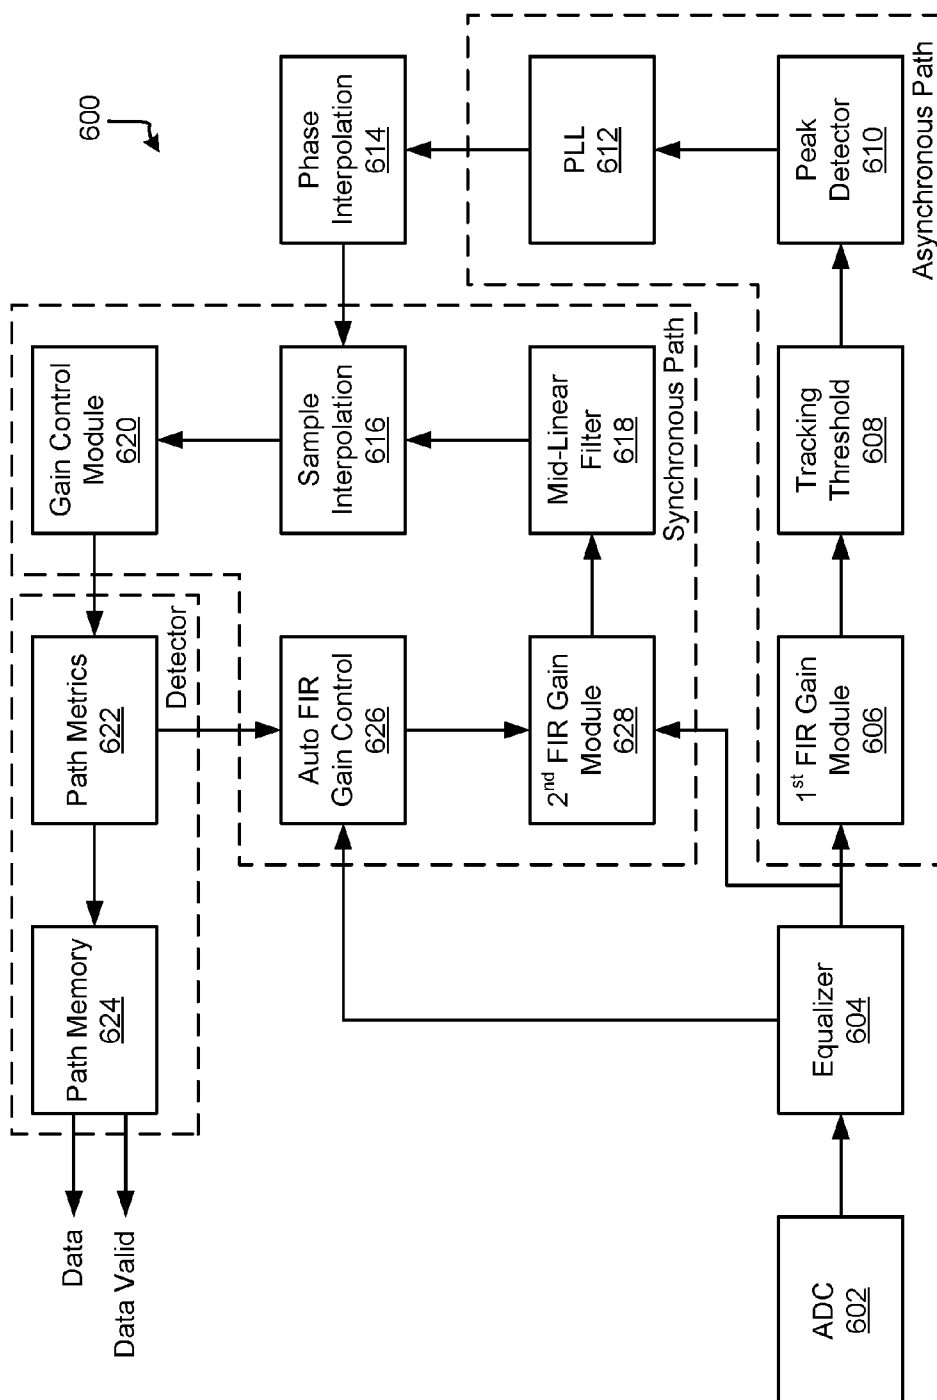 600
Data
Data Valid
Path Memory
624
Path Metrics
622
Detector
Gain Control
Module
620
Auto FIR
Gain Control
626
Sample
Interpolation
616
Phase
Interpolation
614
2nd FIR Gain
Module
628
Mid-Linear
Filter
618
Synchronous Path
PLL
612
ADC
602
Equalizer
604
1st FIR Gain
Module
606
Tracking
Threshold
608
Peak
Detector
610
Asynchronous Path